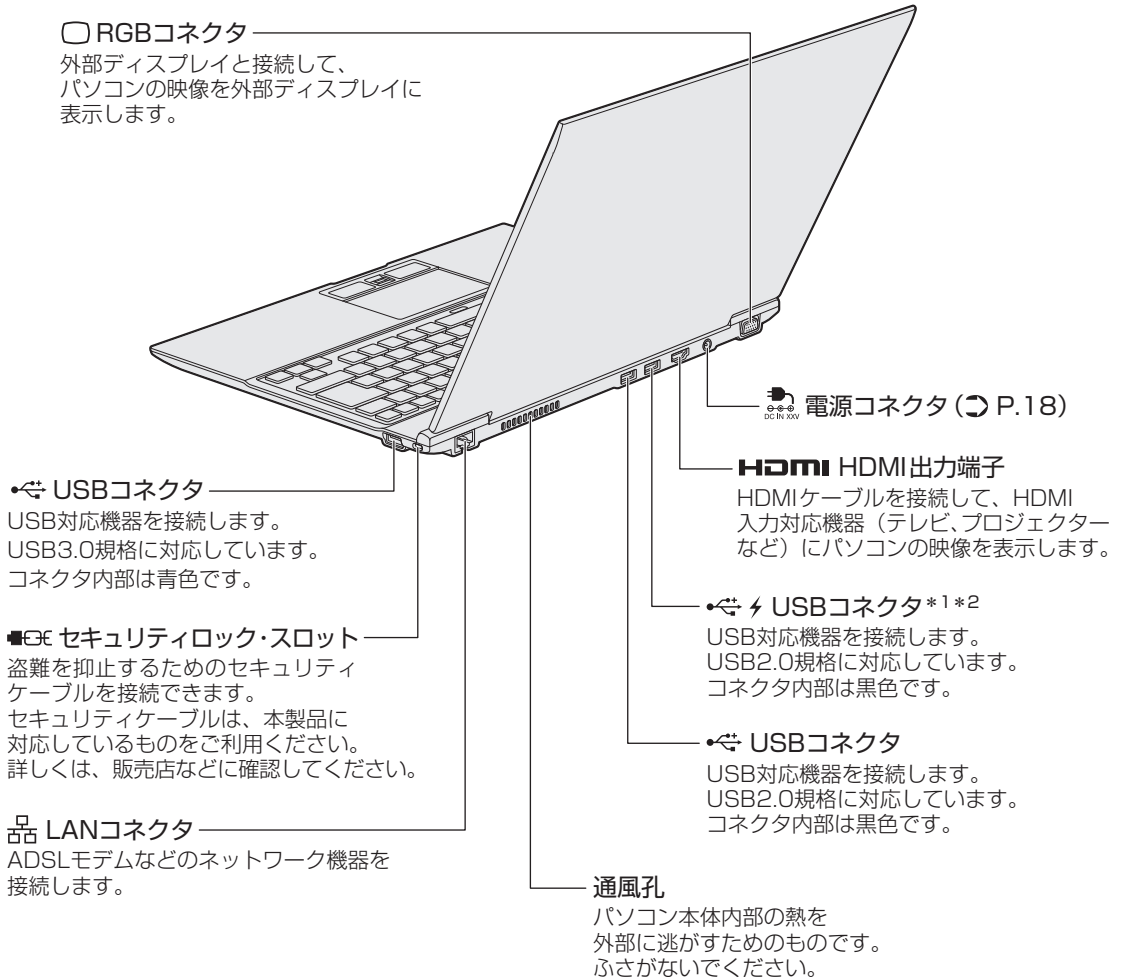 RGBコネクタ
外部ディスプレイと接続して、
パソコンの映像を外部ディスプレイに
表示します。
DC IN XXV
電源コネクタ( P.18)
HDMI HDMI出力端子
HDMIケーブルを接続して、HDMI
入力対応機器(テレビ、プロジェクター
など)にパソコンの映像を表示します。
USBコネクタ
USB対応機器を接続します。
USB3.0規格に対応しています。
コネクタ内部は青色です。
USBコネクタ*1*2
USB対応機器を接続します。
USB2.0規格に対応しています。
コネクタ内部は黒色です。
セキュリティロック・スロット
盗難を抑止するためのセキュリティ
ケーブルを接続できます。
セキュリティケーブルは、本製品に
対応しているものをご利用ください。
詳しくは、販売店などに確認してください。
USBコネクタ
USB対応機器を接続します。
USB2.0規格に対応しています。
コネクタ内部は黒色です。
LANコネクタ
ADSLモデムなどのネットワーク機器を
接続します。
通風孔
パソコン本体内部の熱を
外部に逃がすためのものです。
ふさがないでください。